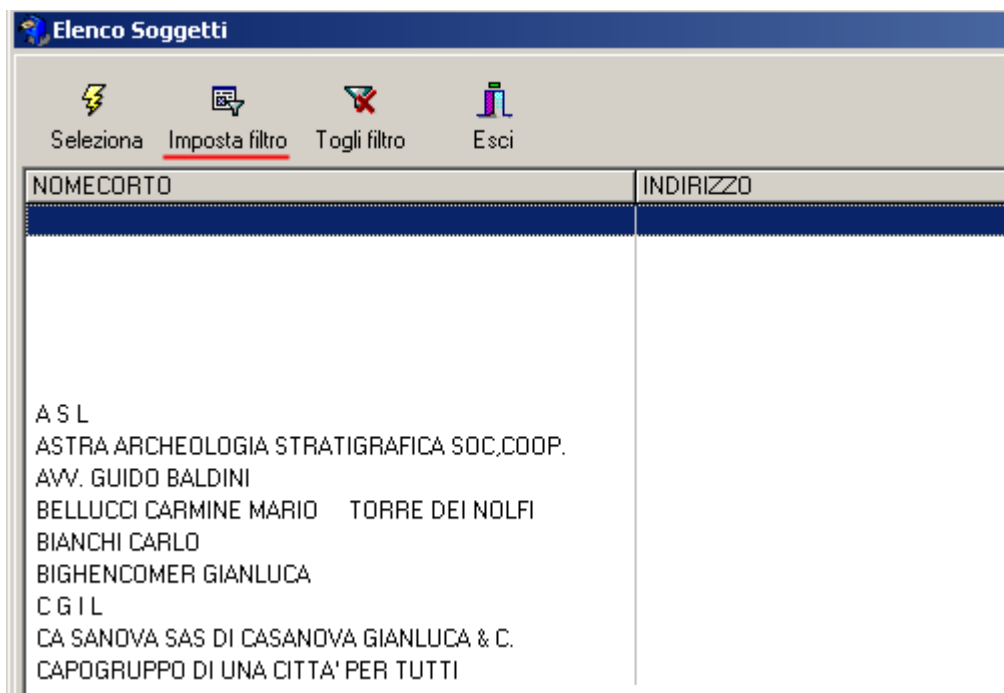 Elenco Soggetti
Seleziona Imposta filtro Togli filtro Esci
NOMECORTO INDIRIZZO
A S L
ASTRA ARCHEOLOGIA STRATIGRAFICA SOC,COOP.
AVV. GUIDO BALDINI
BELLUCCI CARMINE MARIO TORRE DEI NOLFI
BIANCHI CARLO
BIGHENCOMER GIANLUCA
C G I L
CA SANOVA SAS DI CASANOVA GIANLUCA & C.
CAPOGRUPPO DI UNA CITTA' PER TUTTI